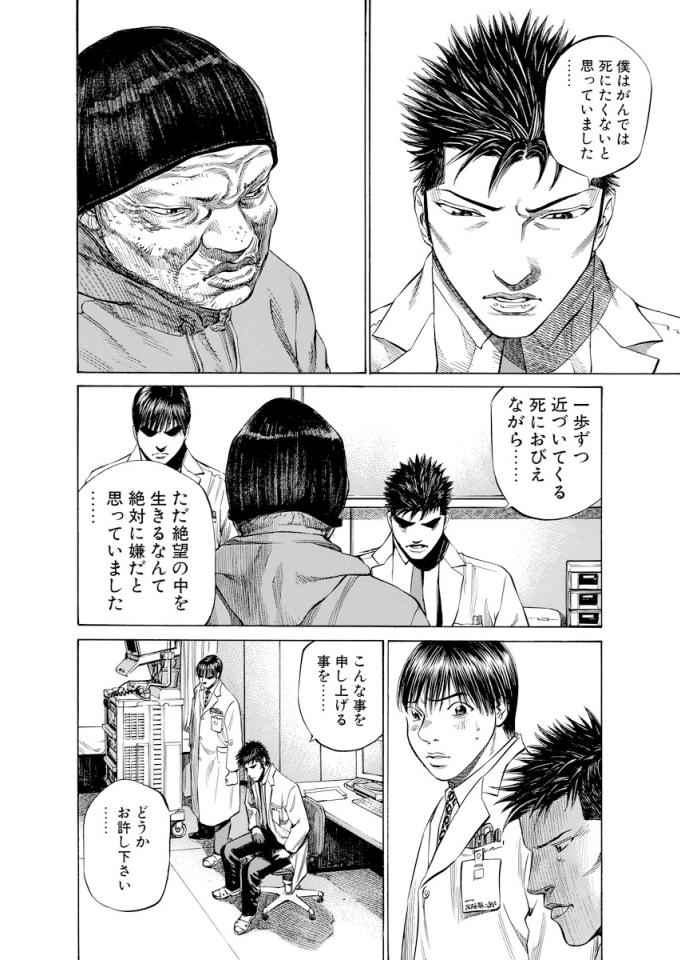 僕はがんでは
死にたくないと
思っていました
……
一歩ずつ
近づいてくる
死におびえ
ながら……
ただ絶望の中を
生きるなんて
絶対に嫌だと
思っていました
……
こんな事を
申し上げる
事を……
どうか
お許し下さい
……